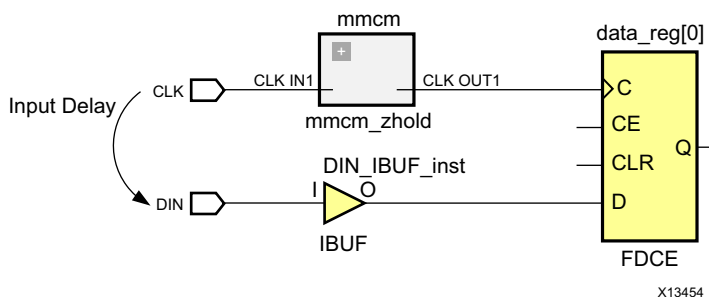 mmcm
data_reg[0]
CLK IN1
CLK OUT1
CLK
C
Input Delay
mmcm_zhold
CE
DIN_IBUF_inst
CLR
Q
I
O
DIN
D
IBUF
FDCE
X13454